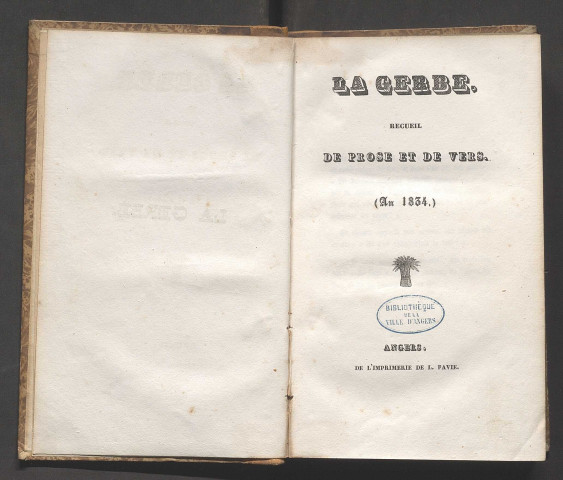 LA GERBE,
RECUEIL
DE PROSE ET DE VERS.
(An 1834.)
BIBLIOTHÈQUE
DE LA
VILLE D'ANGERS
ANGERS,
DE L'IMPRIMERIE DE L. PAVIE.